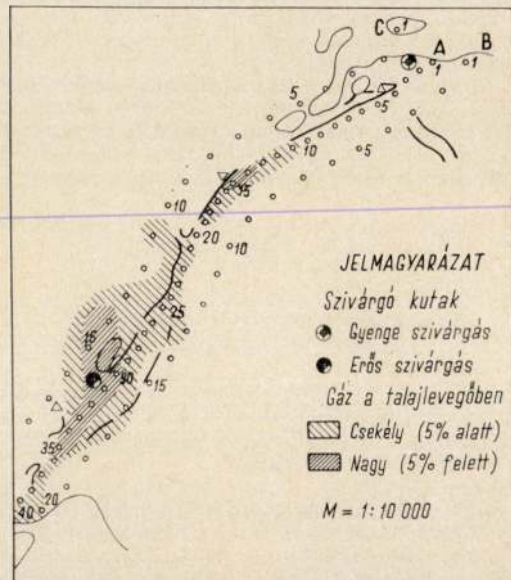 C 1
A B
1 1
5 5
10 5
15
10
20 10
25
15
30 15
35
20
40
JELMAGYARÁZAT
Szivárgó kutak
Gyenge szivárgás
Erős szivárgás
Gáz a talajlevegőben
Csekély (5% alatt)
Nagy (5% felett)
M = 1:10 000